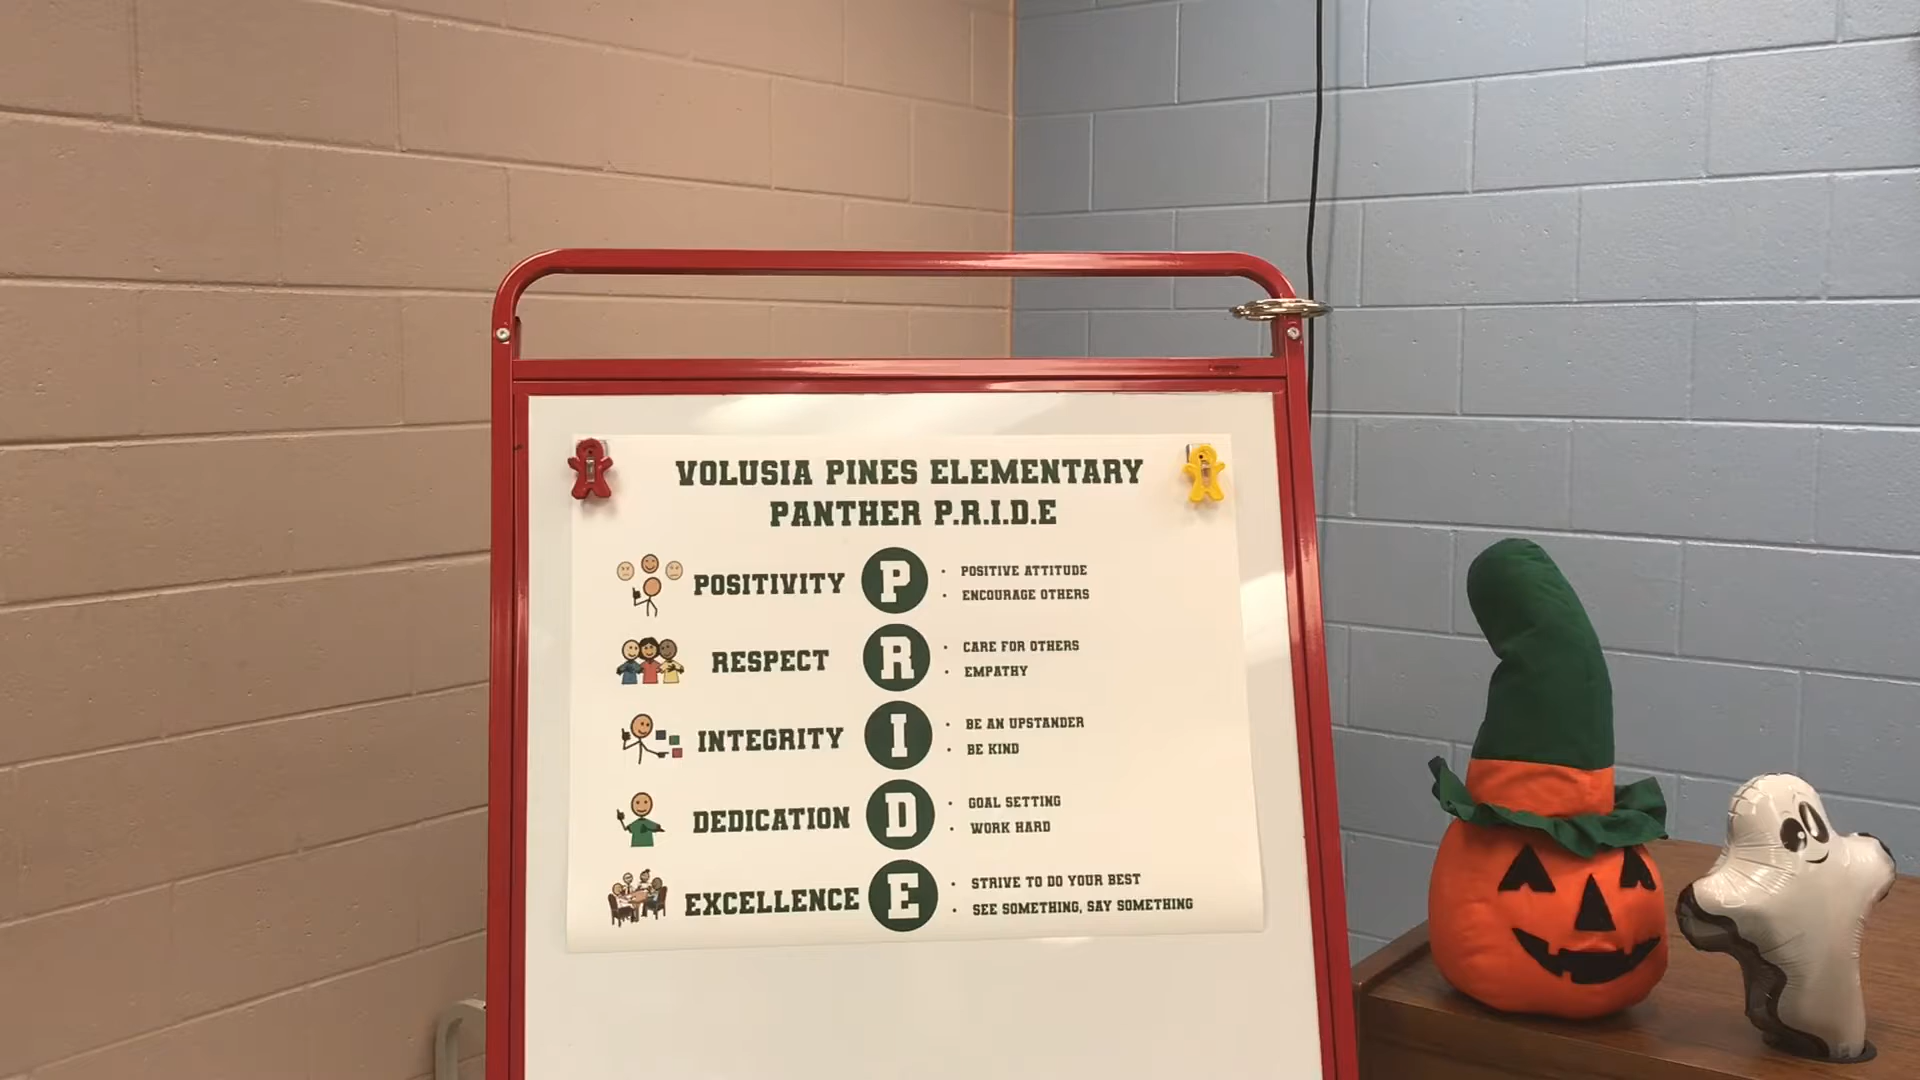 VOLUSIA PINES ELEMENTARY
PANTHER P.R.I.D.E
POSITIVITY P
• POSITIVE ATTITUDE
• ENCOURAGE OTHERS
RESPECT R
• CARE FOR OTHERS
• EMPATHY
INTEGRITY I
• BE AN UPSTANDER
• BE KIND
DEDICATION D
• GOAL SETTING
• WORK HARD
EXCELLENCE E
• STRIVE TO DO YOUR BEST
• SEE SOMETHING, SAY SOMETHING